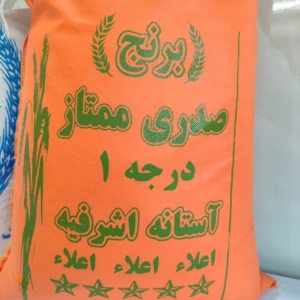 برنج
صدری ممتاز
درجه ۱
آستانه اشرفیه
اعلاء اعلاء اعلاء